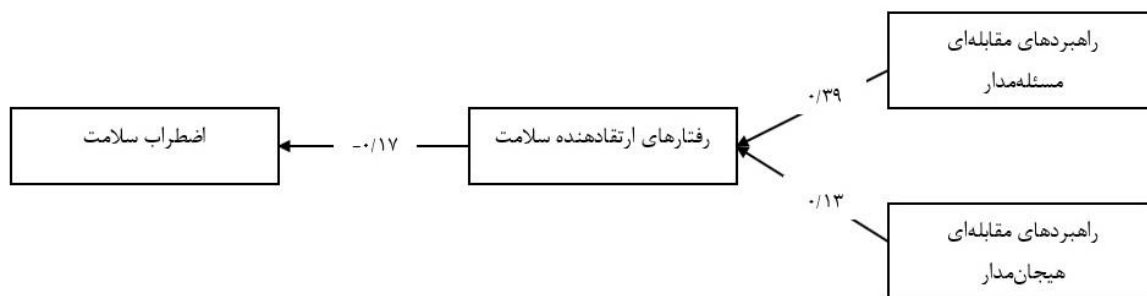 راهبردهای مقابله‌ای
مسئله‌مدار
۰/۳۹
رفتارهای ارتقادهنده سلامت
-۰/۱۷
اضطراب سلامت
۰/۱۳
راهبردهای مقابله‌ای
هیجان‌مدار